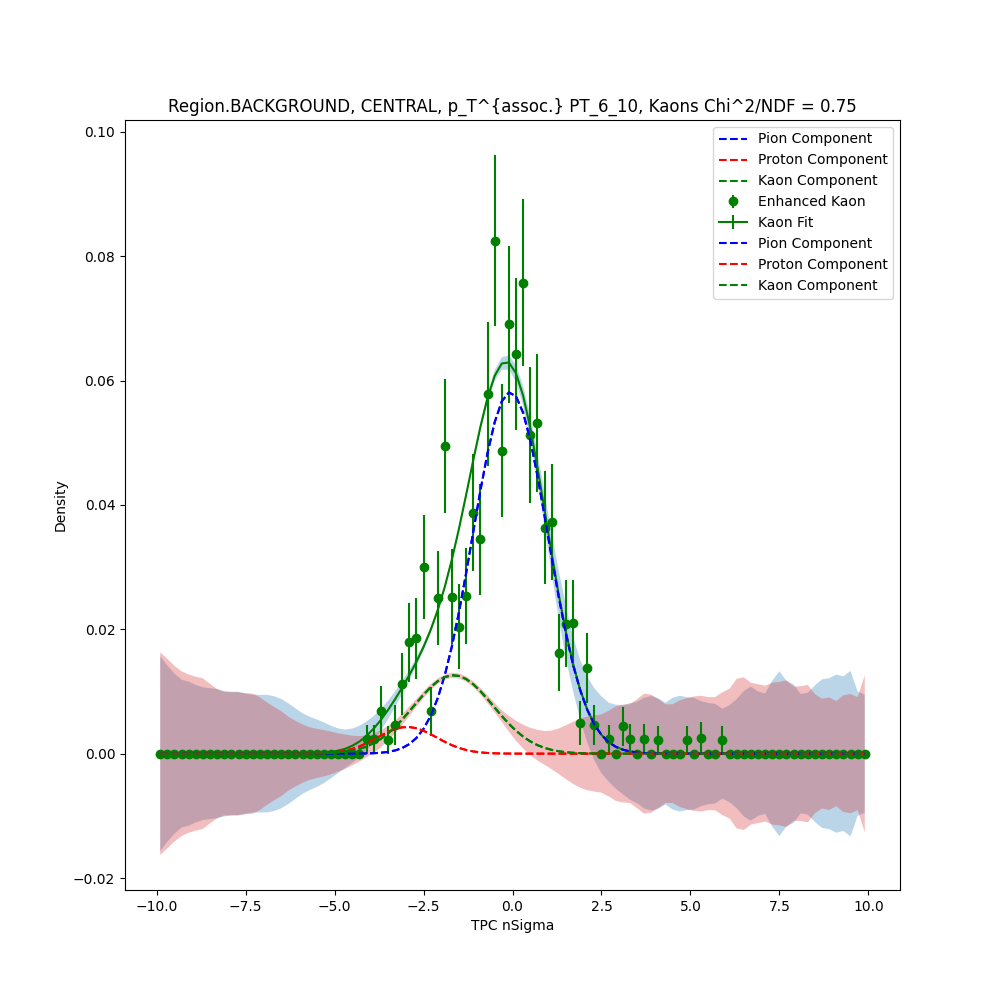 Region.BACKGROUND, CENTRAL, p_T^{assoc.} PT_6_10, Kaons Chi^2/NDF = 0.75
Pion Component
Proton Component
Kaon Component
Enhanced Kaon
Kaon Fit
Pion Component
Proton Component
Kaon Component
0.10
0.08
0.06
0.04
0.02
0.00
−0.02
Density
−10.0 −7.5 −5.0 −2.5 0.0 2.5 5.0 7.5 10.0
TPC nSigma